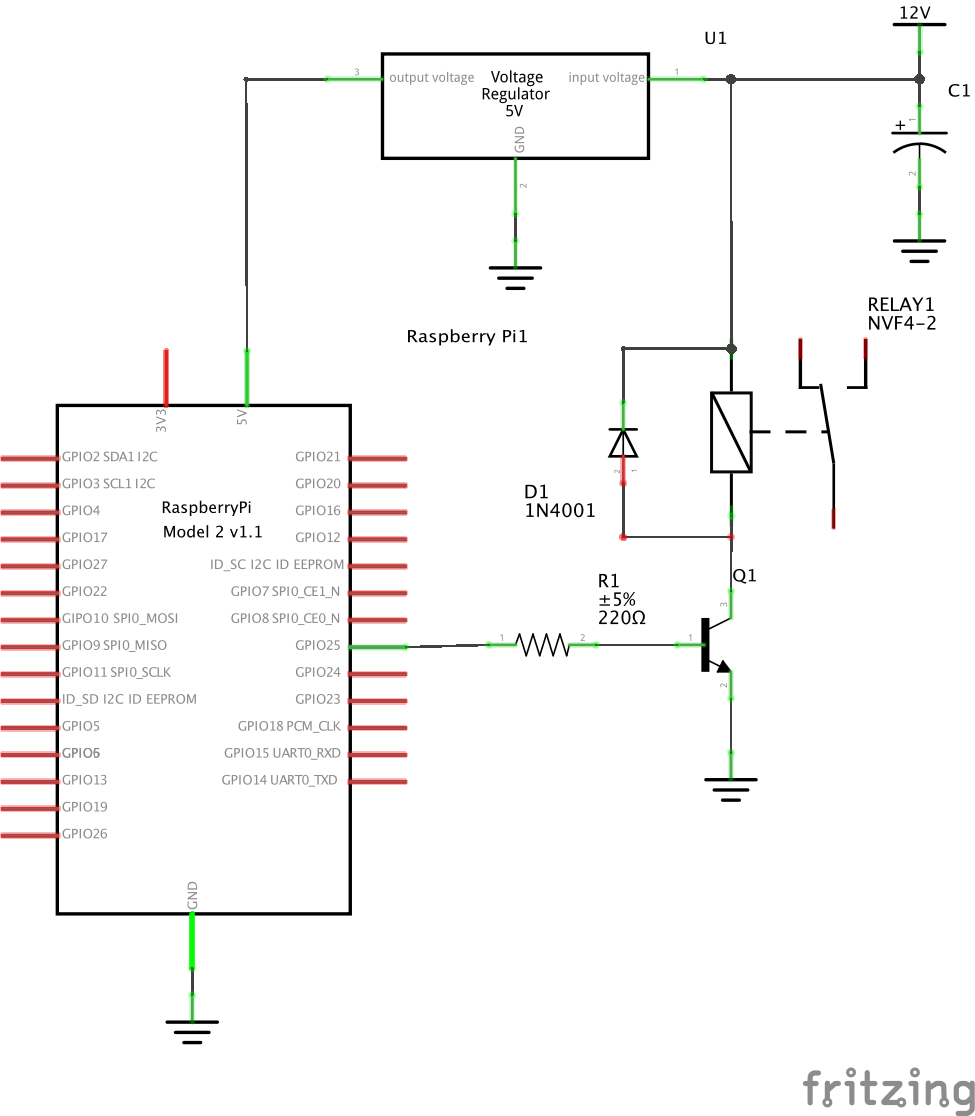 12V
U1
C1
3
output voltage
Voltage
Regulator
5V
input voltage
1
GND
2
+
1
2
Raspberry Pi1
RELAY1
NVF4-2
3V3
5V
RaspberryPi
Model 2 v1.1
GPIO2 SDA1 I2C
GPIO3 SCL1 I2C
GPIO4
GPIO17
GPIO27
GPIO22
GIPO10 SPI0_MOSI
GPIO9 SPI0_MISO
GPIO11 SPI0_SCLK
ID_SD I2C ID EEPROM
GPIO5
GPIO6
GPIO13
GPIO19
GPIO26
GPIO21
GPIO20
GPIO16
GPIO12
ID_SC I2C ID EEPROM
GPIO7 SPI0_CE1_N
GPIO8 SPI0_CE0_N
GPIO25
GPIO24
GPIO23
GPIO18 PCM_CLK
GPIO15 UART0_RXD
GPIO14 UART0_TXD
GND
2
1
D1
1N4001
R1
±5%
220Ω
1
2
Q1
3
1
2
fritzing